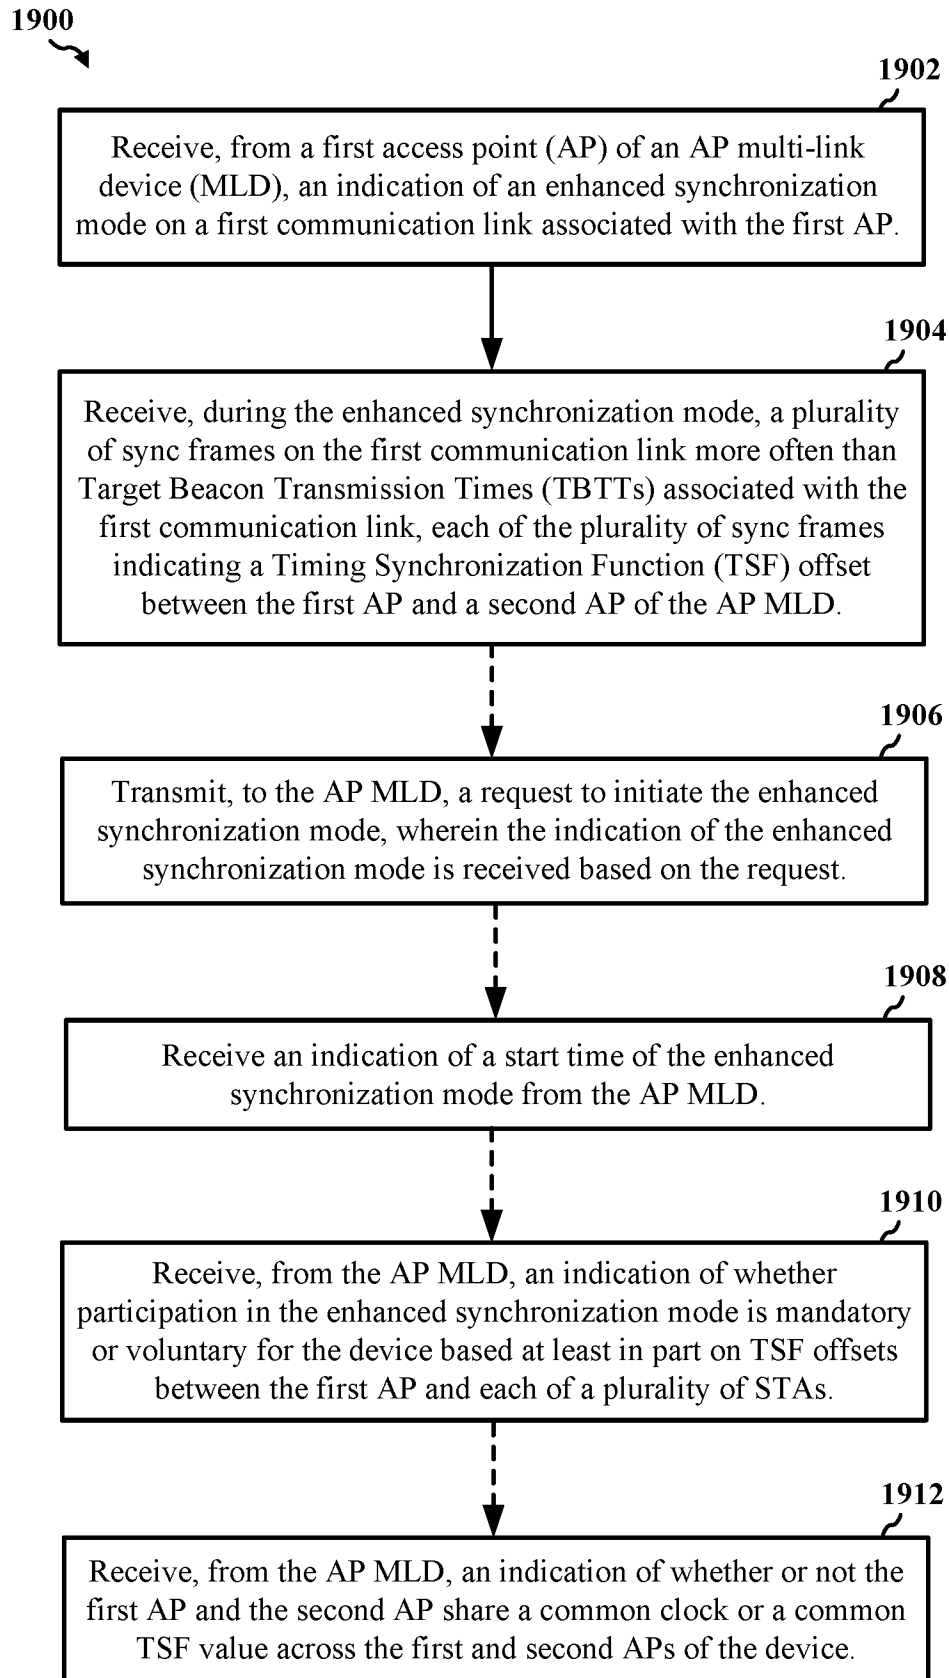 1900
1902
Receive, from a first access point (AP) of an AP multi-link
device (MLD), an indication of an enhanced synchronization
mode on a first communication link associated with the first AP.
1904
Receive, during the enhanced synchronization mode, a plurality
of sync frames on the first communication link more often than
Target Beacon Transmission Times (TBTTs) associated with the
first communication link, each of the plurality of sync frames
indicating a Timing Synchronization Function (TSF) offset
between the first AP and a second AP of the AP MLD.
1906
Transmit, to the AP MLD, a request to initiate the enhanced
synchronization mode, wherein the indication of the enhanced
synchronization mode is received based on the request.
1908
Receive an indication of a start time of the enhanced
synchronization mode from the AP MLD.
1910
Receive, from the AP MLD, an indication of whether
participation in the enhanced synchronization mode is mandatory
or voluntary for the device based at least in part on TSF offsets
between the first AP and each of a plurality of STAs.
1912
Receive, from the AP MLD, an indication of whether or not the
first AP and the second AP share a common clock or a common
TSF value across the first and second APs of the device.